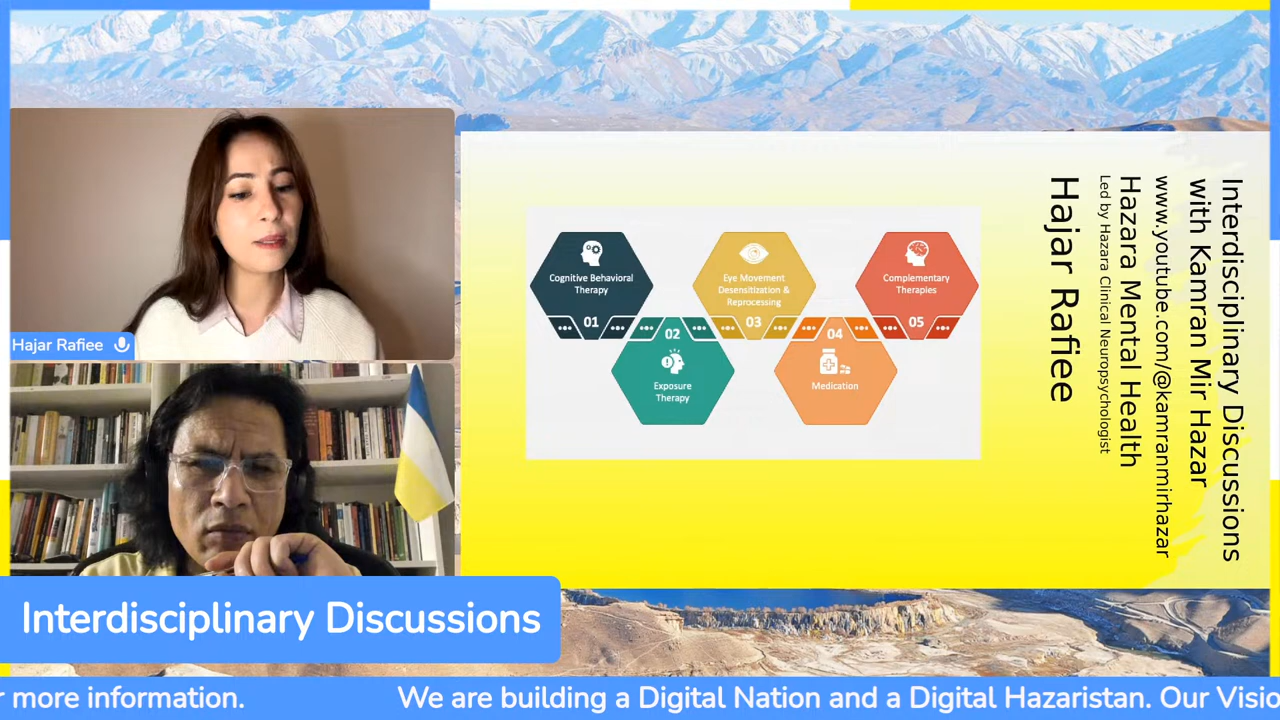 Hajar Rafiee
Interdisciplinary Discussions
r more information.
We are building a Digital Nation and a Digital Hazaristan. Our Visio
Cognitive Behavioral
Therapy
01
02
Exposure
Therapy
Eye Movement
Desensitization &
Reprocessing
03
04
Medication
Complementary
Therapies
05
Interdisciplinary Discussions
with Kamran Mir Hazar
www.youtube.com/@kamranmirhazar
Hazara Mental Health
Led by Hazara Clinical Neuropsychologist
Hajar Rafiee